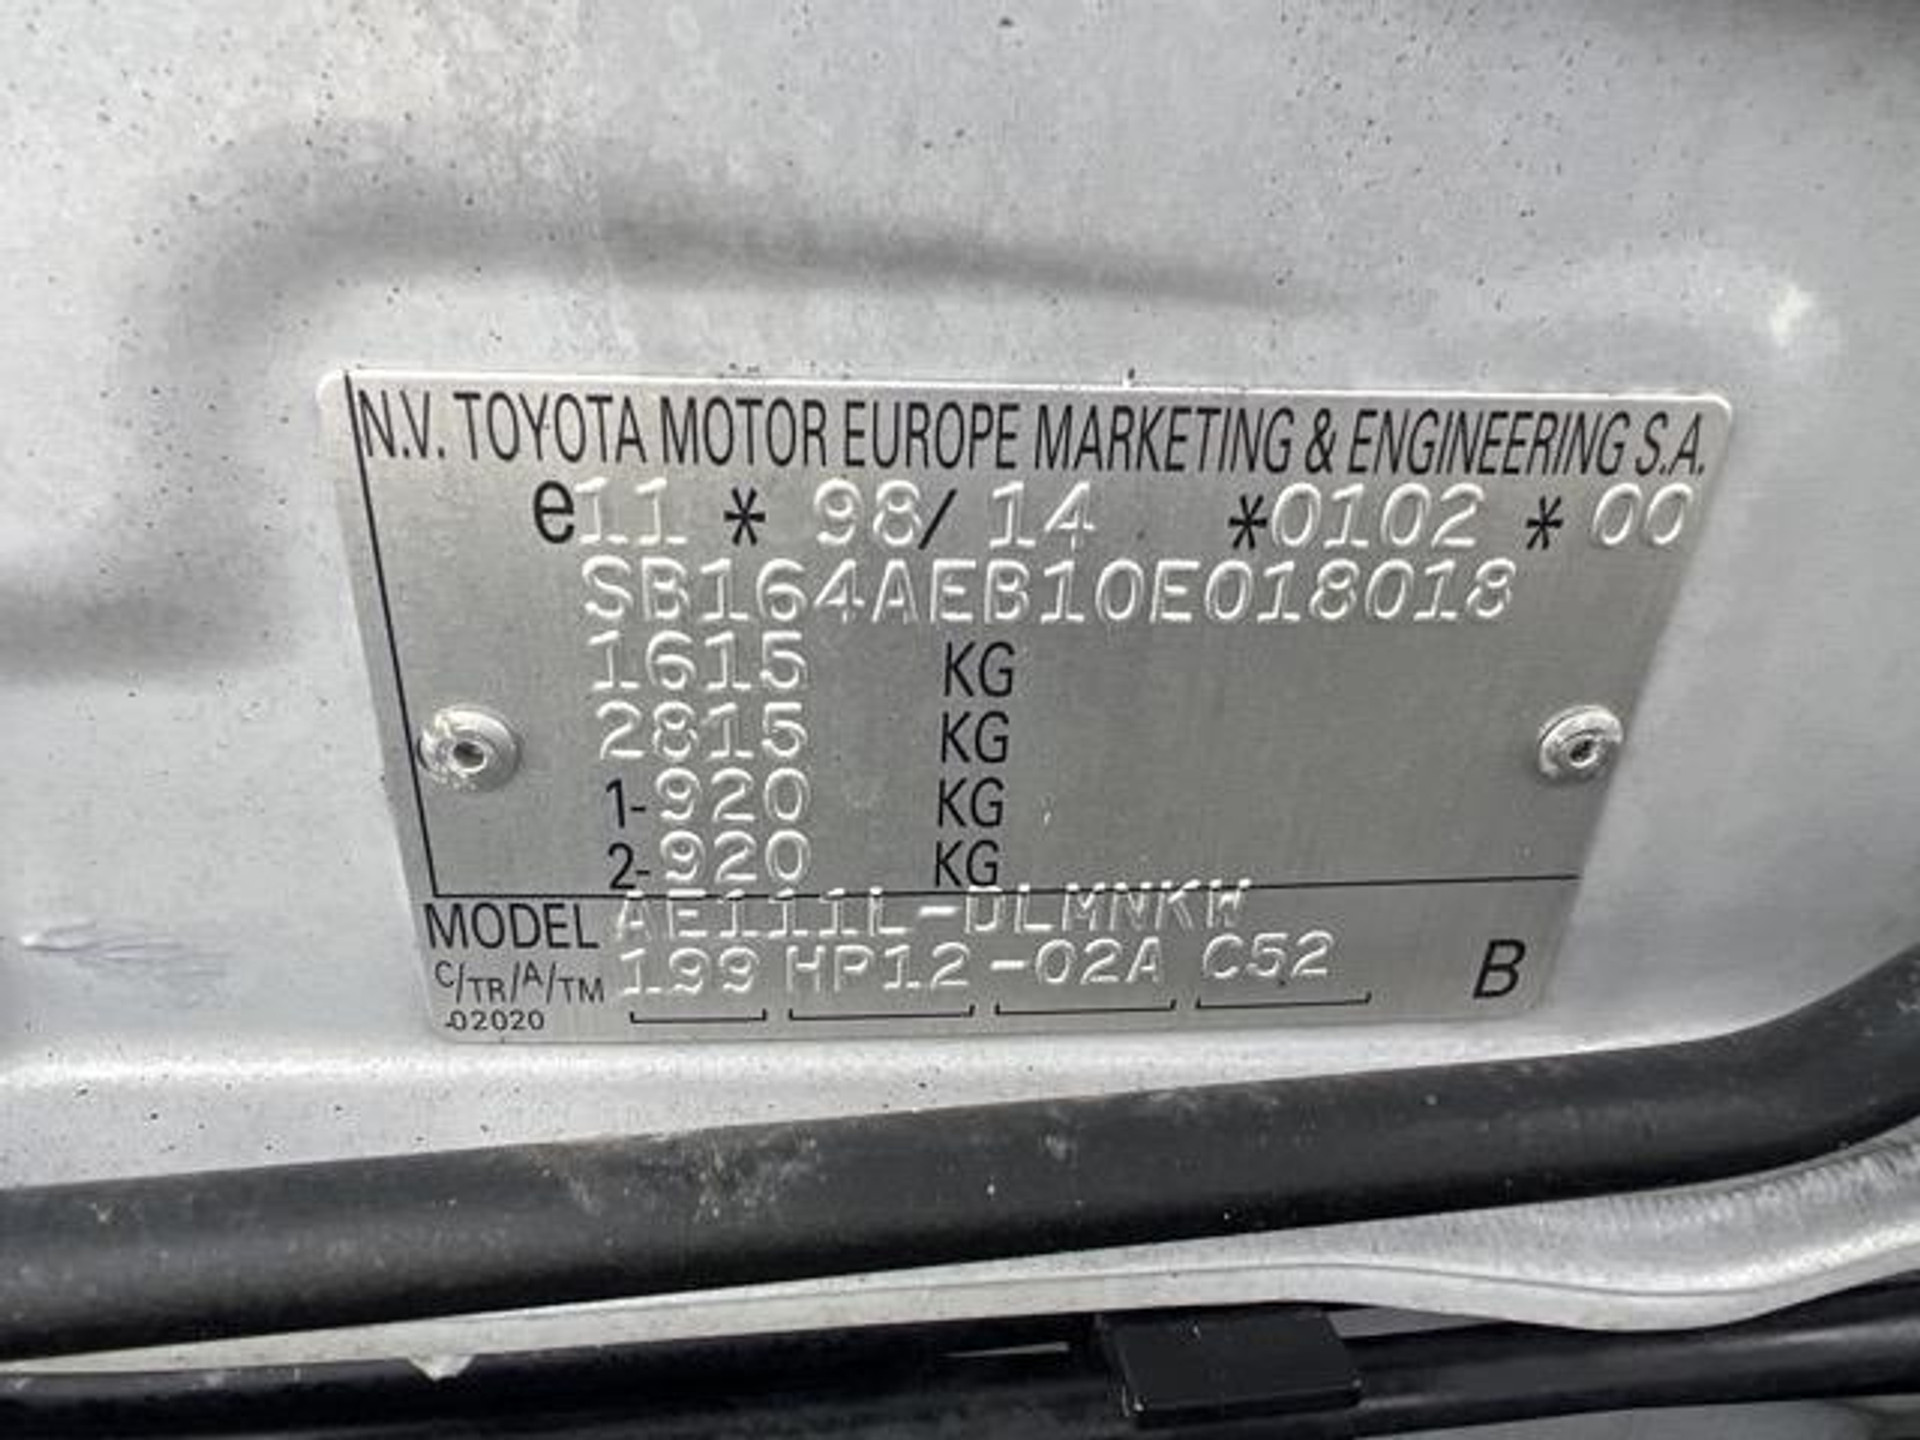 N.V. TOYOTA MOTOR EUROPE MARKETING & ENGINEERING S.A.
e11 * 98/14 *0102 * 00
SB164AEB10E018018
1615 KG
2815 KG
1-920 KG
2-920 KG
MODEL AE111L-DLMNKW
C/TR/A/TM 199 HP12 -02A C52 B
-02020